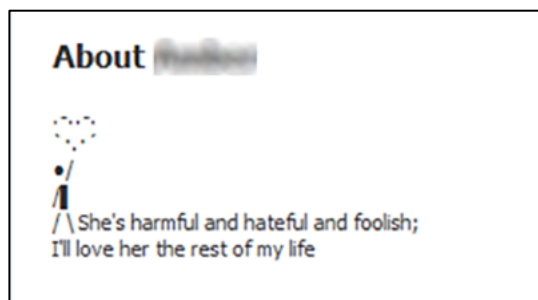 About
.-..-.
`·.·´
•/
/▌
/ \ She's harmful and hateful and foolish;
I'll love her the rest of my life